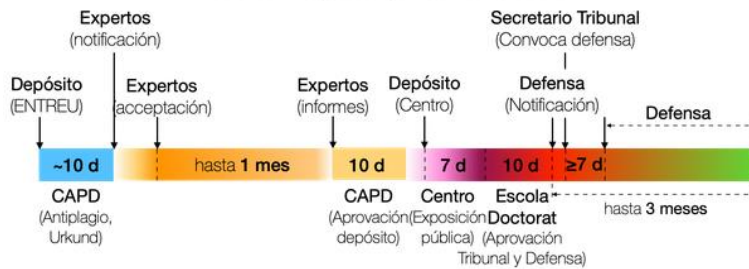 Expertos
(notificación)
Secretario Tribunal
(Convoca defensa)
Depósito
(ENTREU)
Expertos
(acceptación)
Expertos
(informes)
Depósito
(Centro)
Defensa
(Notificación)
Defensa
~10 d
hasta 1 mes
10 d
7 d
10 d
≥7 d
CAPD
(Antiplagio,
Urkund)
CAPD
(Aprovación
depósito)
Centro
(Exposición
pública)
Escola
Doctorat
(Aprovación
Tribunal y Defensa)
hasta 3 meses